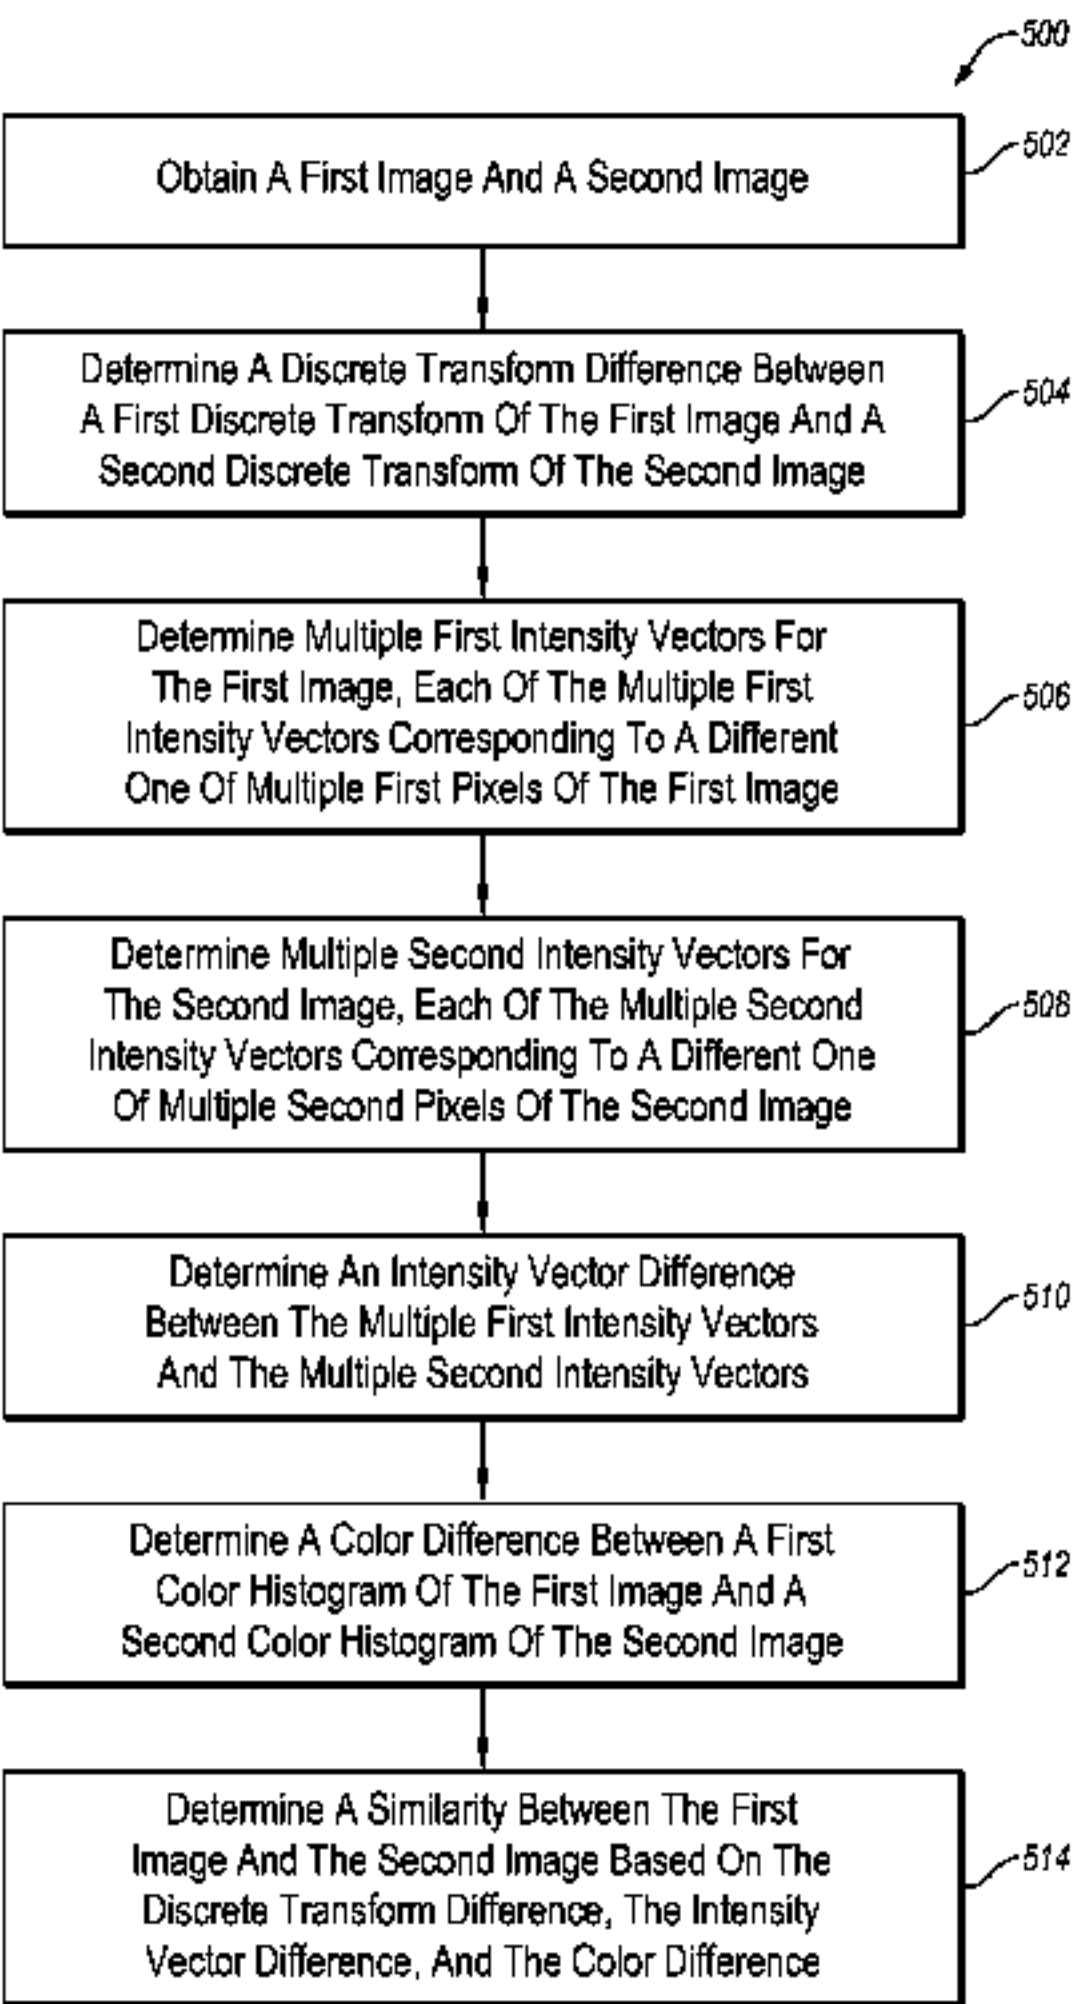 500
502
Obtain A First Image And A Second Image
504
Determine A Discrete Transform Difference Between
A First Discrete Transform Of The First Image And A
Second Discrete Transform Of The Second Image
506
Determine Multiple First Intensity Vectors For
The First Image, Each Of The Multiple First
Intensity Vectors Corresponding To A Different
One Of Multiple First Pixels Of The First Image
508
Determine Multiple Second Intensity Vectors For
The Second Image, Each Of The Multiple Second
Intensity Vectors Corresponding To A Different One
Of Multiple Second Pixels Of The Second Image
510
Determine An Intensity Vector Difference
Between The Multiple First Intensity Vectors
And The Multiple Second Intensity Vectors
512
Determine A Color Difference Between A First
Color Histogram Of The First Image And A
Second Color Histogram Of The Second Image
514
Determine A Similarity Between The First
Image And The Second Image Based On The
Discrete Transform Difference, The Intensity
Vector Difference, And The Color Difference